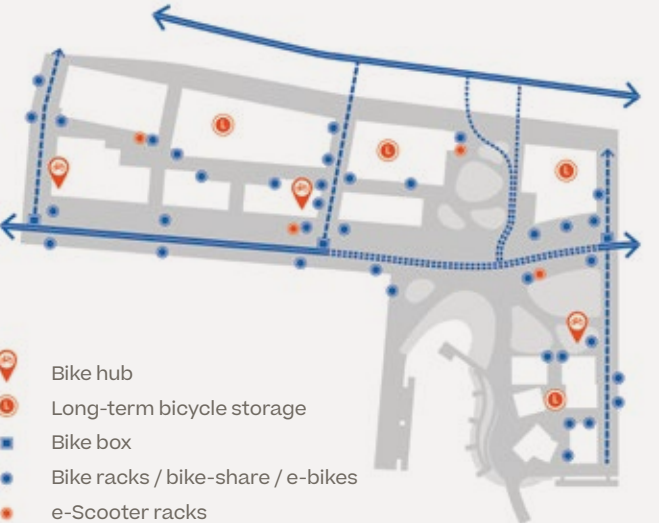 L
L
L
L
Bike hub
L Long-term bicycle storage
Bike box
Bike racks / bike-share / e-bikes
e-Scooter racks